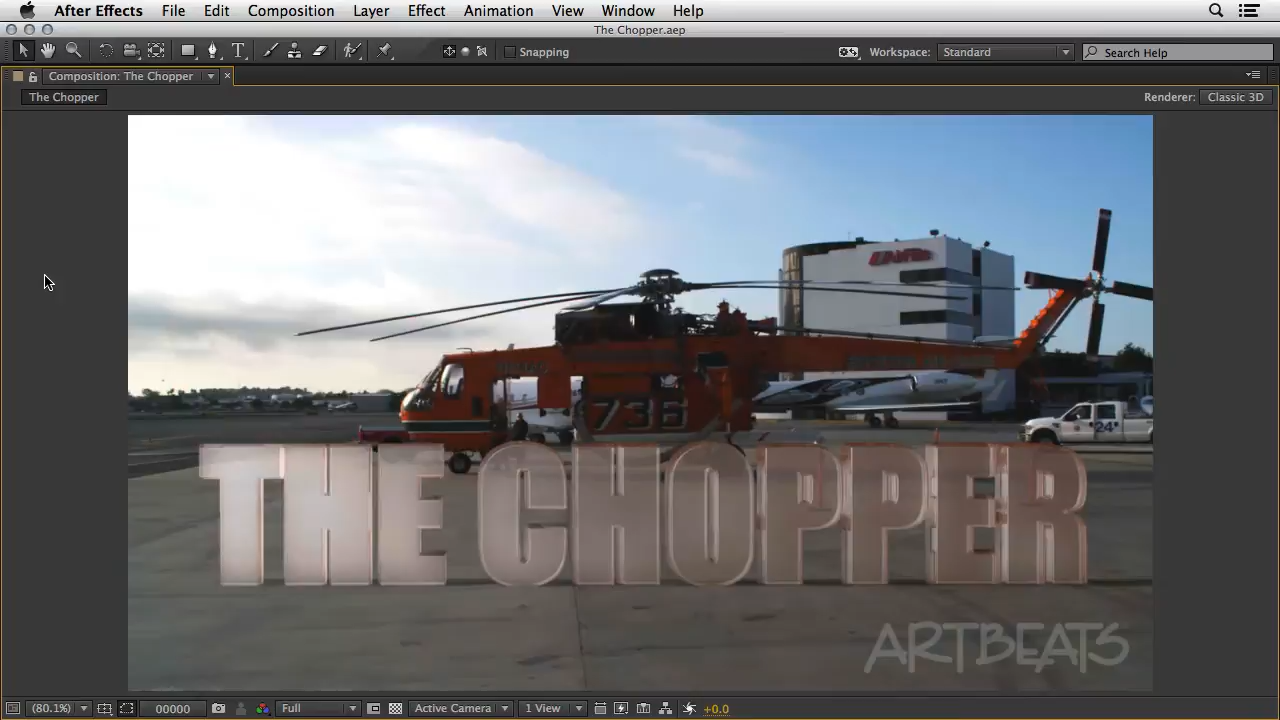 After Effects File Edit Composition Layer Effect Animation View Window Help
The Chopper.aep
Snapping Workspace: Standard Search Help
Composition: The Chopper
The Chopper Renderer: Classic 3D
736
24
THE CHOPPER
ARTBEATS
(80.1%) 00000 Full Active Camera 1 View +0.0